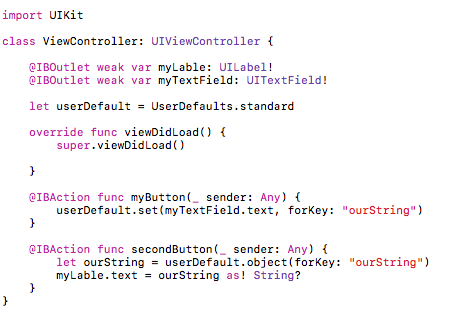 import UIKit
class ViewController: UIViewController {
@IBOutlet weak var myLable: UILabel!
@IBOutlet weak var myTextField: UITextField!
let userDefault = UserDefaults.standard
override func viewDidLoad() {
super.viewDidLoad()
}
@IBAction func myButton(_ sender: Any) {
userDefault.set(myTextField.text, forKey: "ourString")
}
@IBAction func secondButton(_ sender: Any) {
let ourString = userDefault.object(forKey: "ourString")
myLable.text = ourString as! String?
}
}